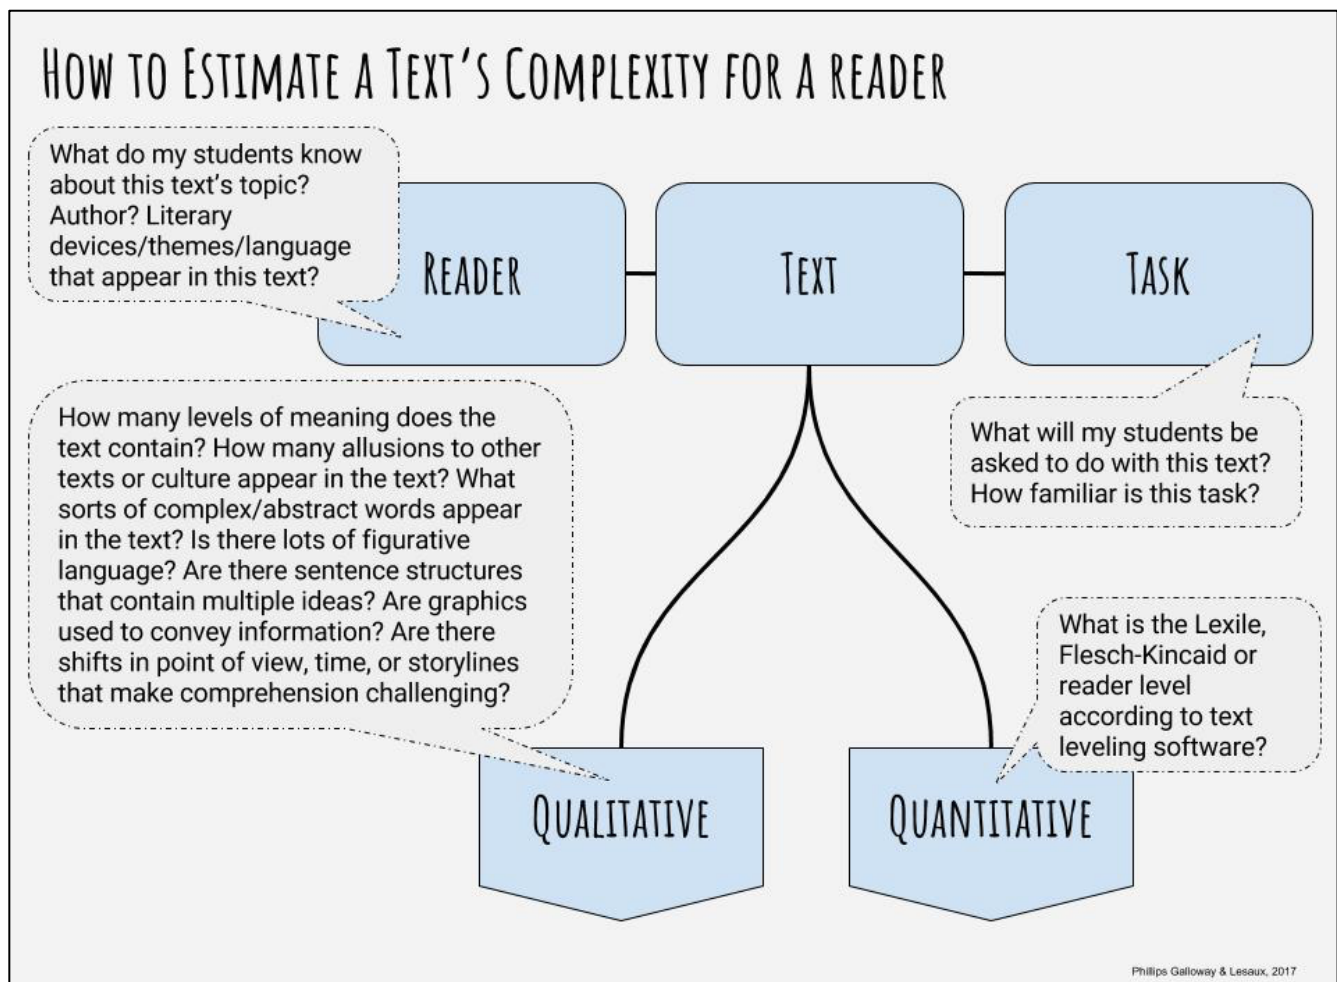 HOW TO ESTIMATE A TEXT'S COMPLEXITY FOR A READER
What do my students know
about this text's topic?
Author? Literary
devices/themes/language
that appear in this text?
READER
TEXT
TASK
How many levels of meaning does the
text contain? How many allusions to other
texts or culture appear in the text? What
sorts of complex/abstract words appear
in the text? Is there lots of figurative
language? Are there sentence structures
that contain multiple ideas? Are graphics
used to convey information? Are there
shifts in point of view, time, or storylines
that make comprehension challenging?
What will my students be
asked to do with this text?
How familiar is this task?
What is the Lexile,
Flesch-Kincaid or
reader level
according to text
leveling software?
QUALITATIVE
QUANTITATIVE
Phillips Galloway & Lesaux, 2017